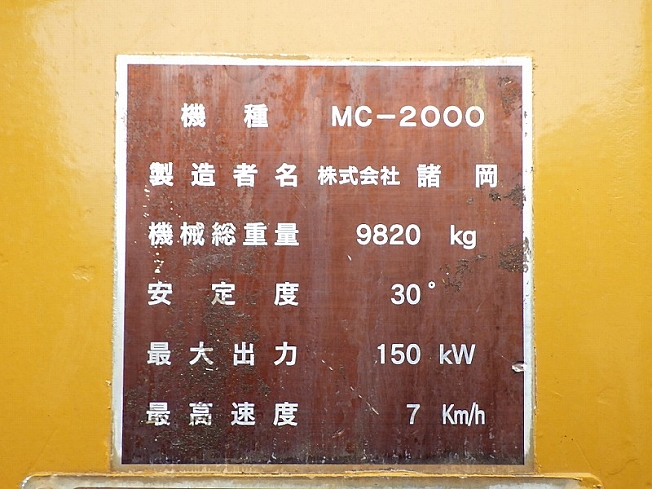 機種 MC-2000
製造者名 株式会社 諸岡
機械総重量 9820 kg
安定度 30°
最大出力 150 kW
最高速度 7 Km/h